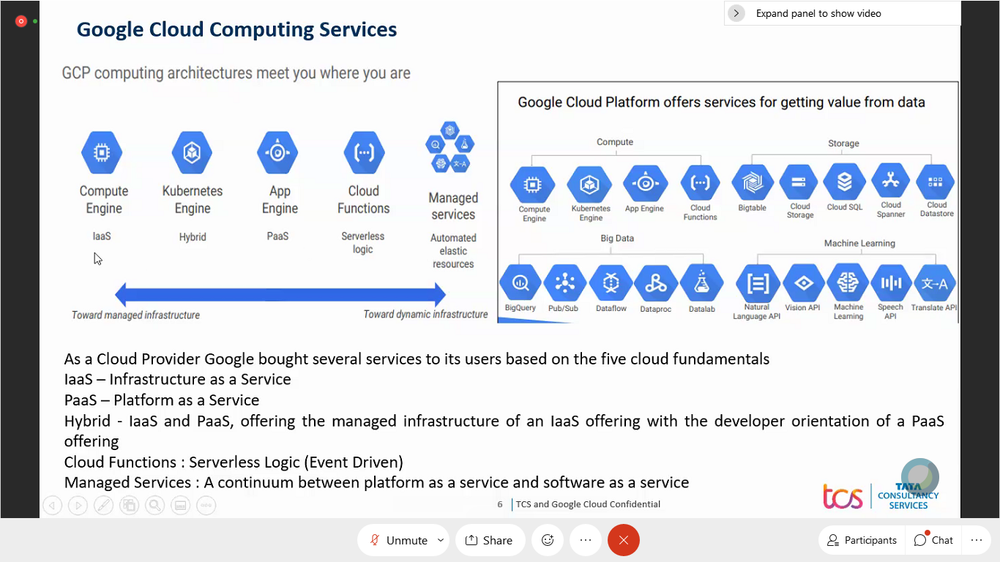 Expand panel to show video
Google Cloud Computing Services
GCP computing architectures meet you where you are
Compute
Engine
IaaS
Kubernetes
Engine
Hybrid
App
Engine
PaaS
Cloud
Functions
Serverless
logic
文→A
Managed
services
Automated
elastic
resources
Toward managed infrastructure
Toward dynamic infrastructure
Google Cloud Platform offers services for getting value from data
Compute
Compute
Engine
Kubernetes
Engine
App Engine
Cloud
Functions
Storage
Bigtable
Cloud
Storage
Cloud SQL
Cloud
Spanner
Cloud
Datastore
Big Data
BigQuery
Pub/Sub
Dataflow
Dataproc
Datalab
Machine Learning
文→A
Natural
Language API
Vision API
Machine
Learning
Speech
API
Translate API
As a Cloud Provider Google bought several services to its users based on the five cloud fundamentals
IaaS – Infrastructure as a Service
PaaS – Platform as a Service
Hybrid - IaaS and PaaS, offering the managed infrastructure of an IaaS offering with the developer orientation of a PaaS
offering
Cloud Functions : Serverless Logic (Event Driven)
Managed Services : A continuum between platform as a service and software as a service
6 TCS and Google Cloud Confidential
tcs
TATA
CONSULTANCY
SERVICES
Unmute
Share
Participants
Chat